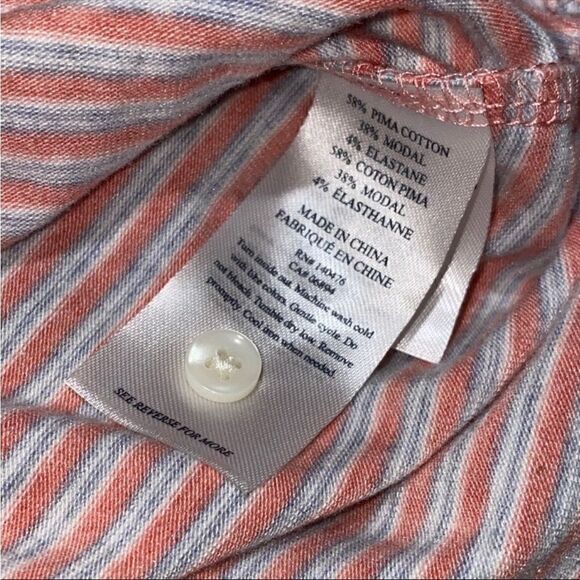 58% PIMA COTTON
38% MODAL
4% ELASTANE
58% COTON PIMA
38% MODAL
4% ÉLASTHANNE
MADE IN CHINA
FABRIQUÉ EN CHINE
RN# 140476
CA# 06894
Turn inside out. Machine wash cold
with like colors. Gentle cycle. Do
not bleach. Tumble dry low. Remove
promptly. Cool iron when needed.
SEE REVERSE FOR MORE